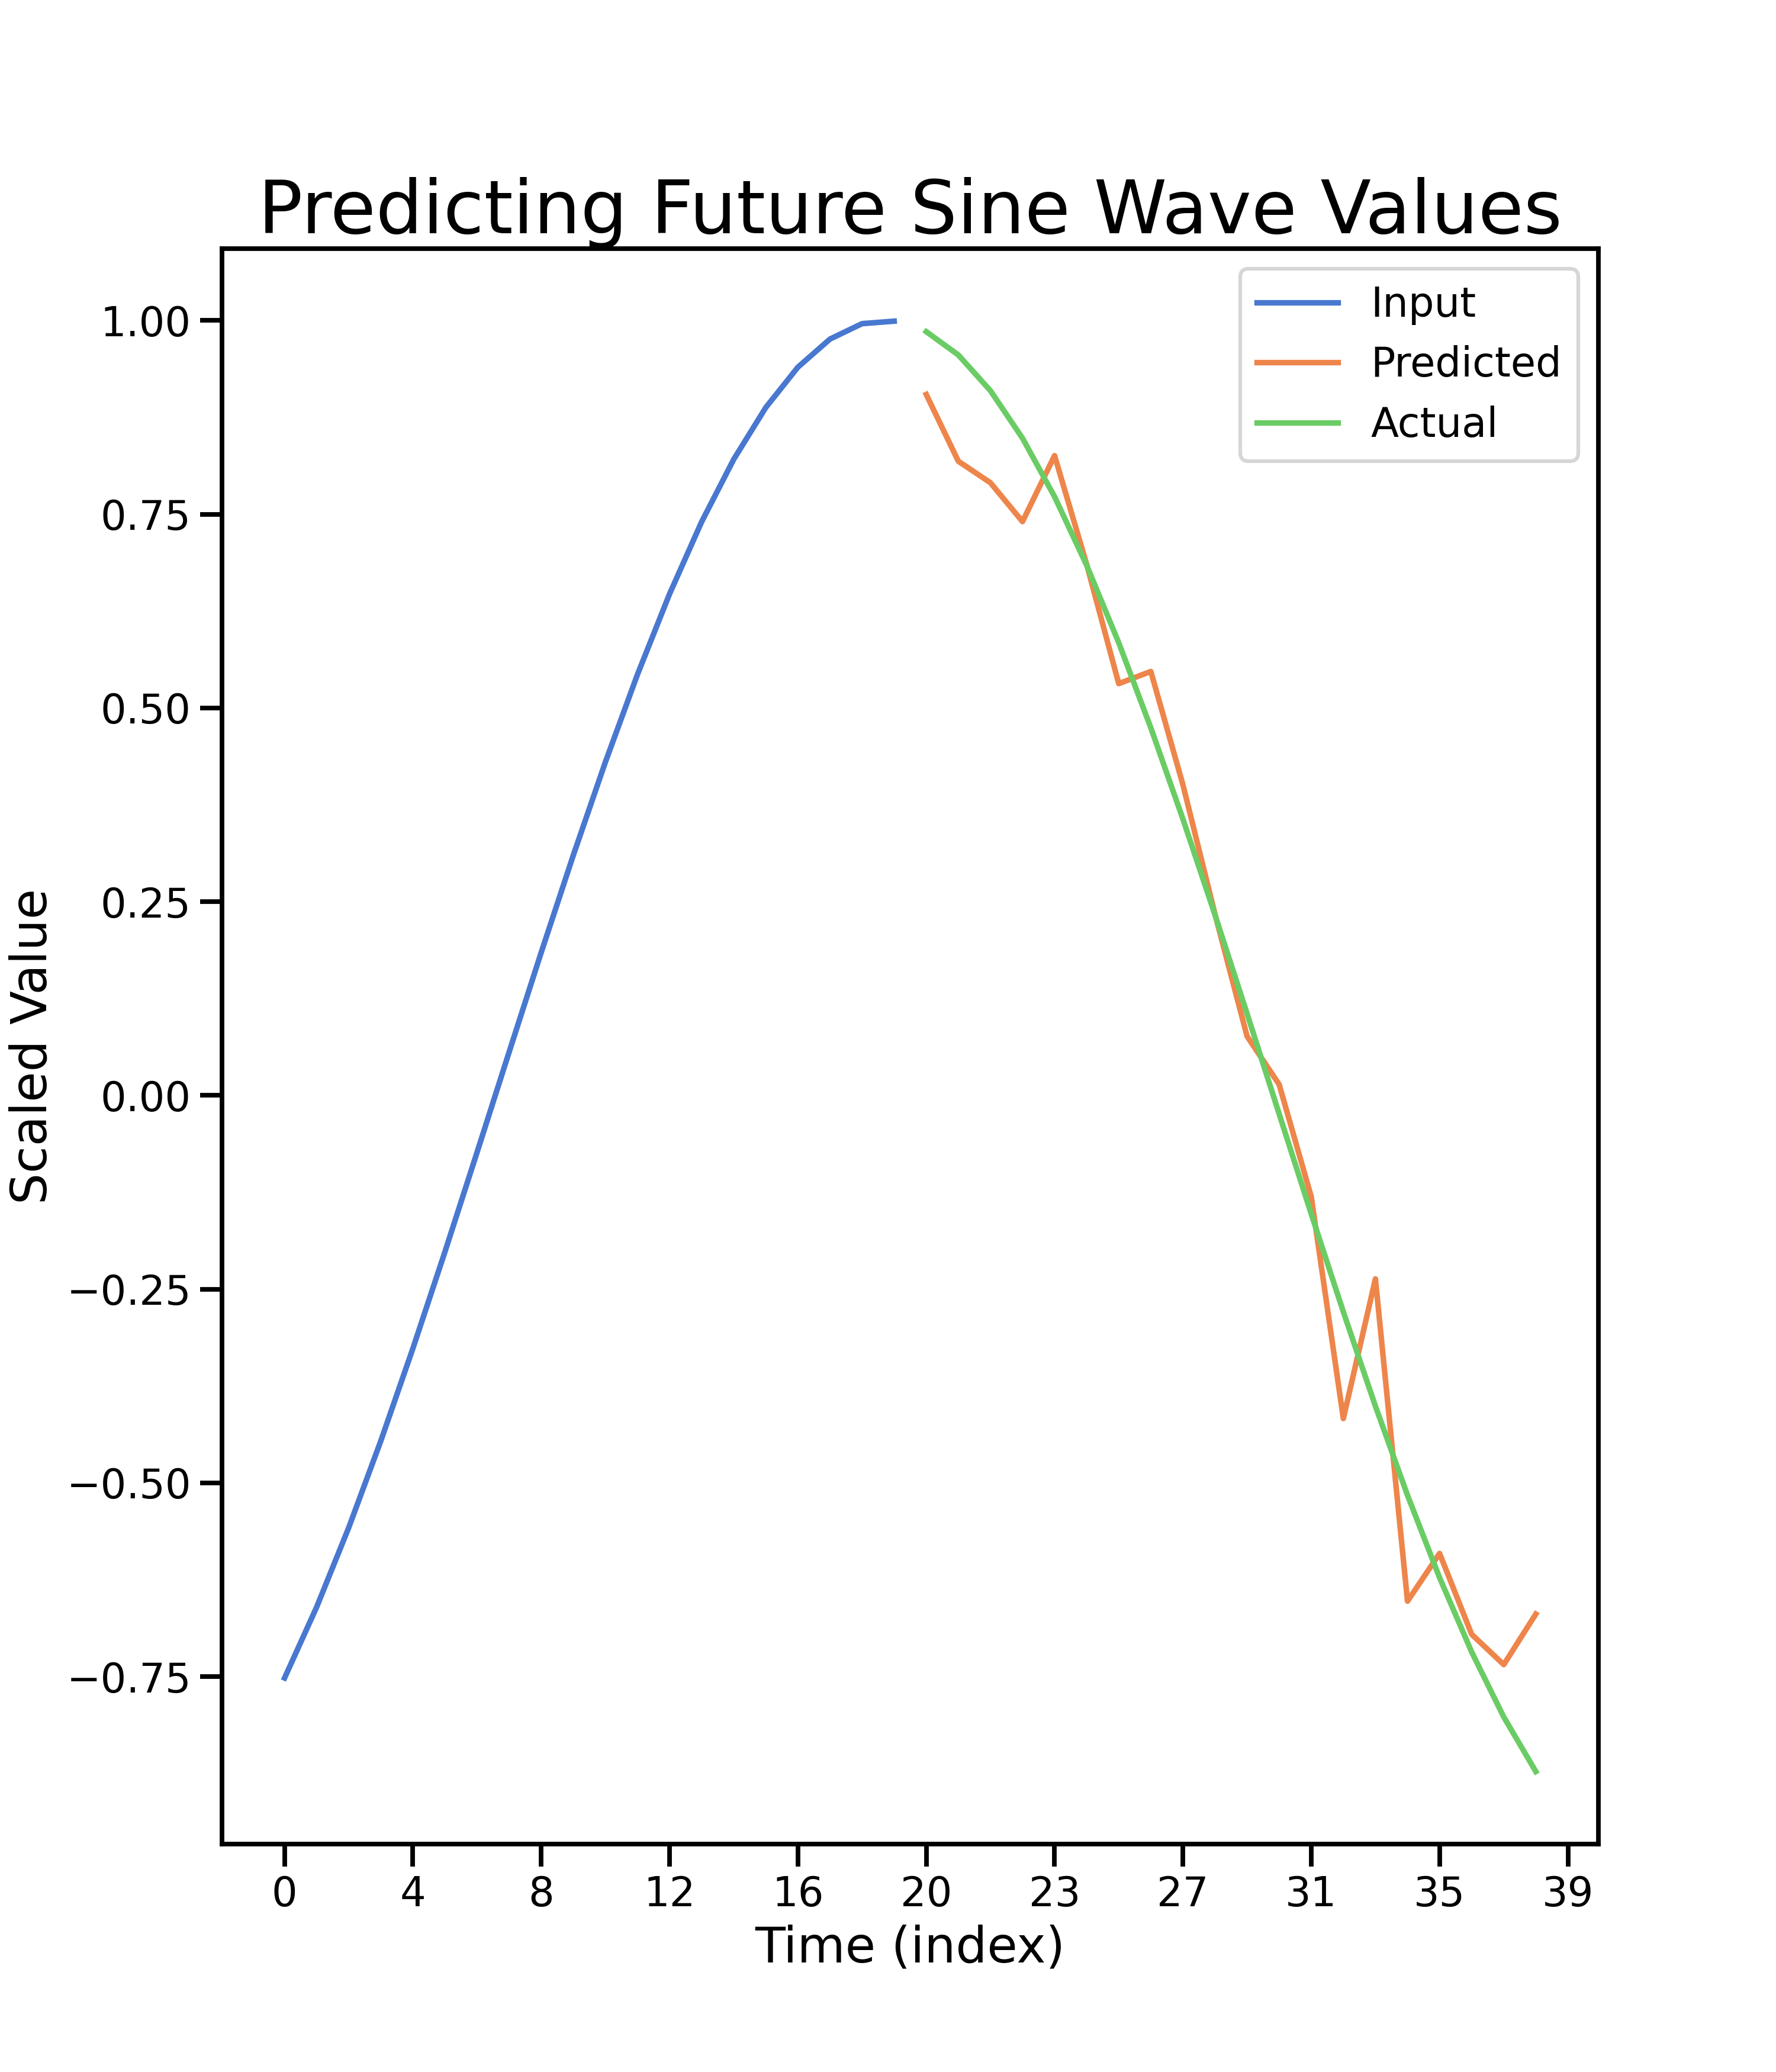 Predicting Future Sine Wave Values
Input
Predicted
Actual
1.00
0.75
0.50
0.25
0.00
−0.25
−0.50
−0.75
Scaled Value
0 4 8 12 16 20 23 27 31 35 39
Time (index)